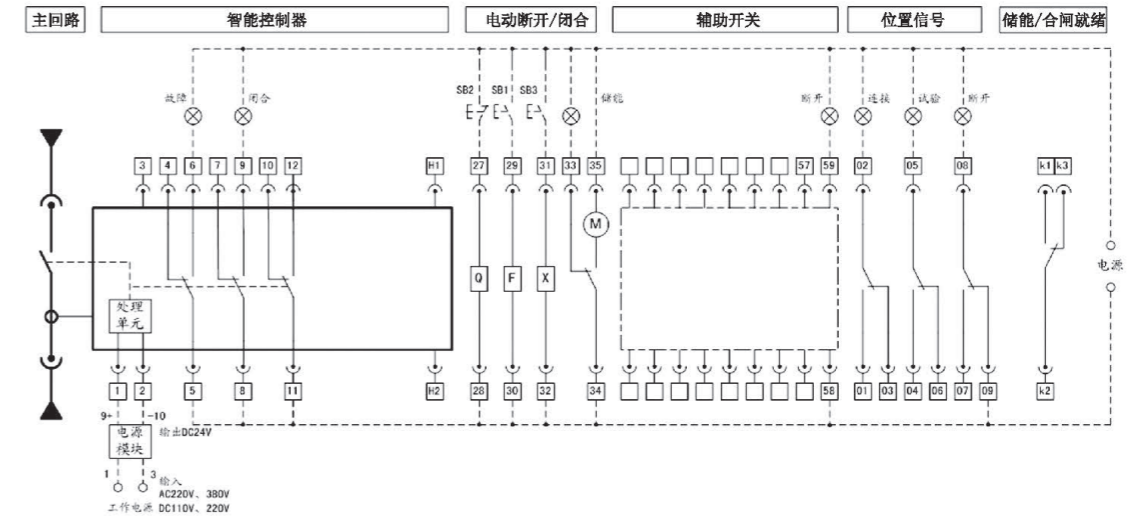 主回路 智能控制器 电动断开/闭合 辅助开关 位置信号 储能/合闸就绪
SB2 SB1 SB3
故障 闭合 储能 断开 连接 试验 断开
3 4 6 7 9 10 12 H1 27 29 31 33 35 57 59 02 05 08 k1 k3
M
Q F X
电源
处理
单元
1 2 5 8 11 H2 28 30 32 34 58 01 03 04 06 07 09 k2
9+ -10
电源
模块
输出DC24V
1 3 输入
AC220V、380V
工作电源 DC110V、220V